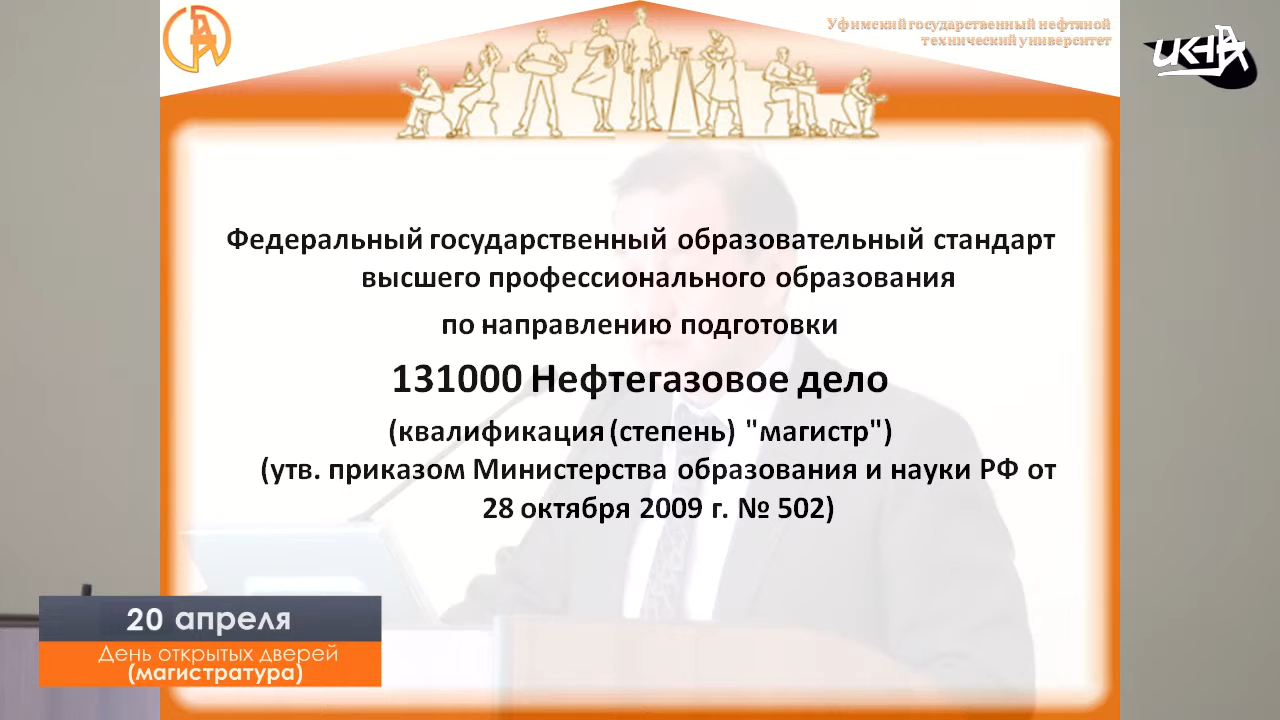 Уфимский государственный нефтяной
технический университет
УКНА
Федеральный государственный образовательный стандарт
высшего профессионального образования
по направлению подготовки
131000 Нефтегазовое дело
(квалификация (степень) "магистр")
(утв. приказом Министерства образования и науки РФ от
28 октября 2009 г. № 502)
20 апреля
День открытых дверей
(магистратура)